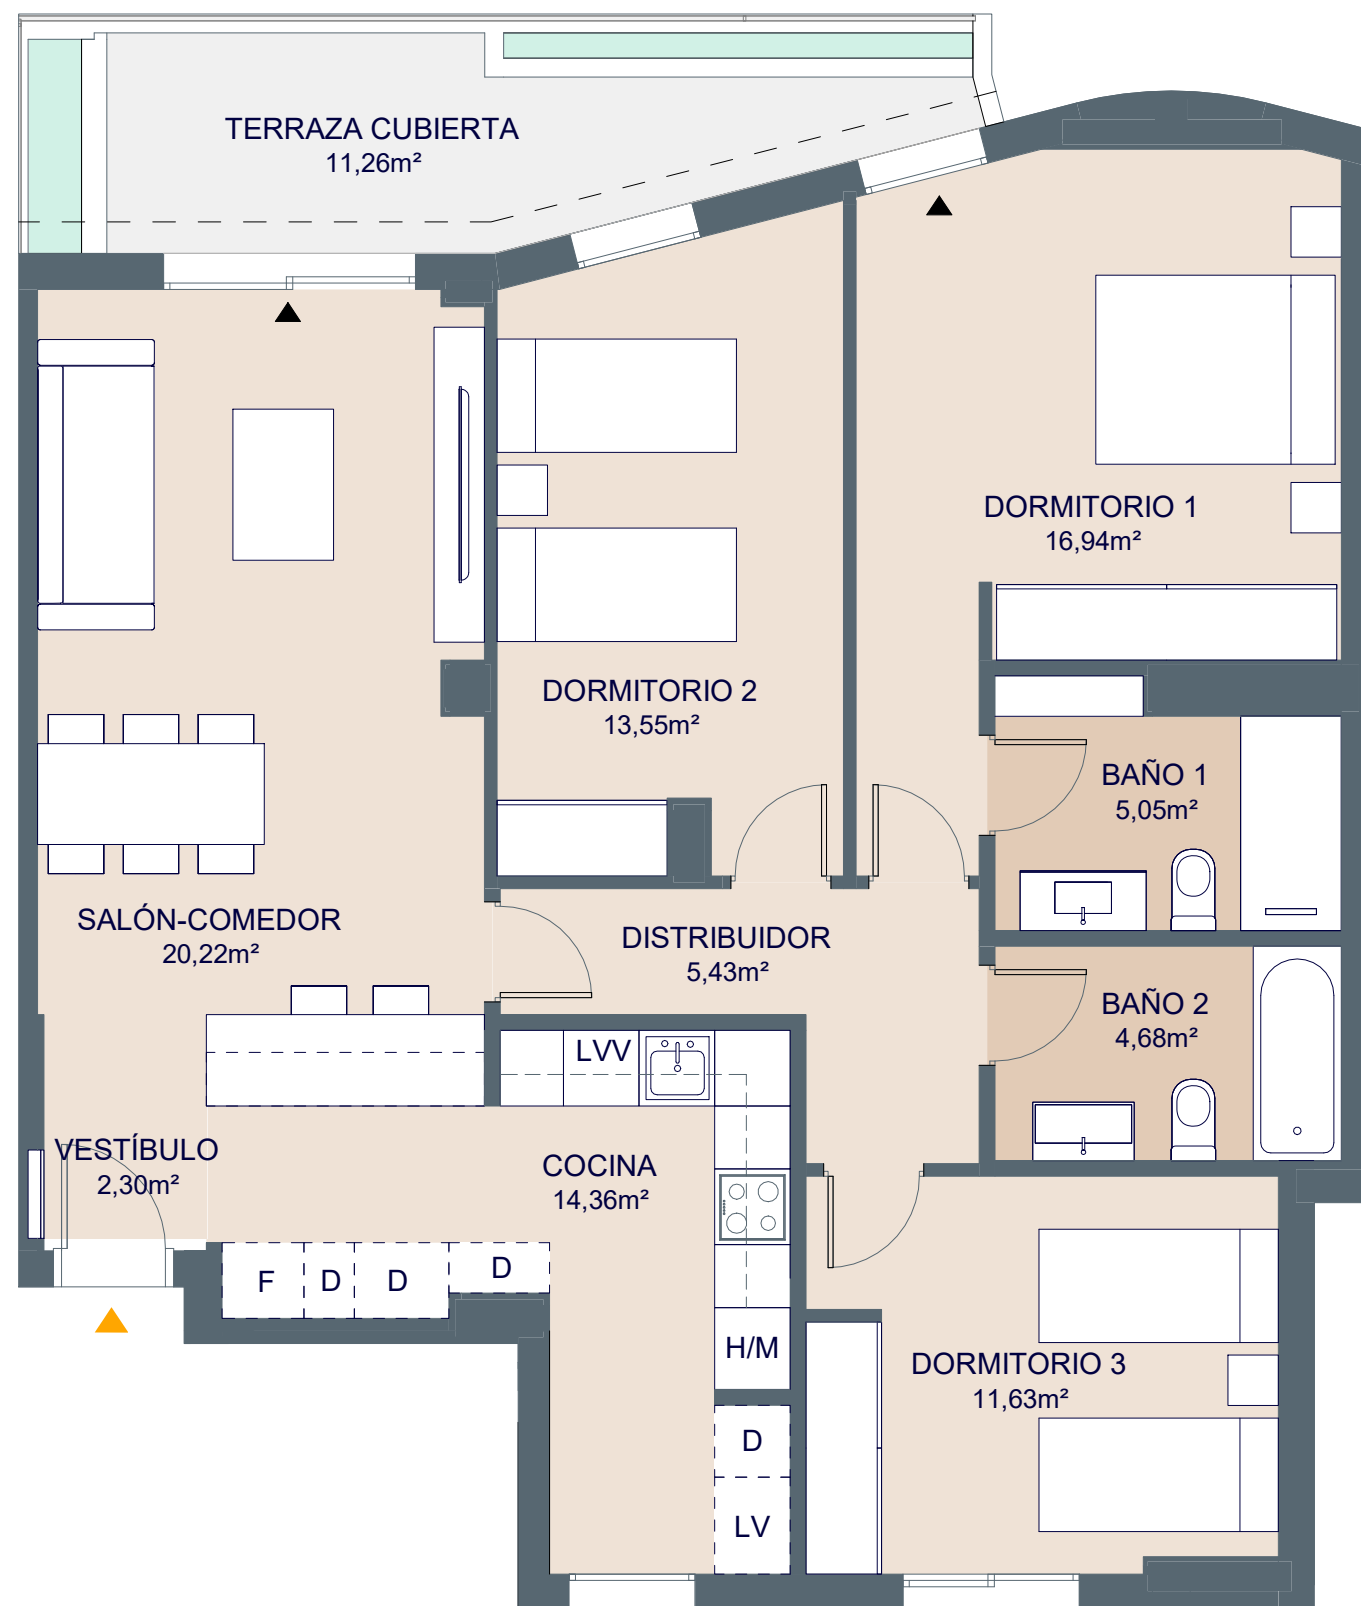 TERRAZA CUBIERTA
11,26m²
DORMITORIO 1
16,94m²
DORMITORIO 2
13,55m²
BAÑO 1
5,05m²
SALÓN-COMEDOR
20,22m²
DISTRIBUIDOR
5,43m²
BAÑO 2
4,68m²
LVV
VESTÍBULO
2,30m²
COCINA
14,36m²
F
D
D
D
H/M
DORMITORIO 3
11,63m²
D
LV